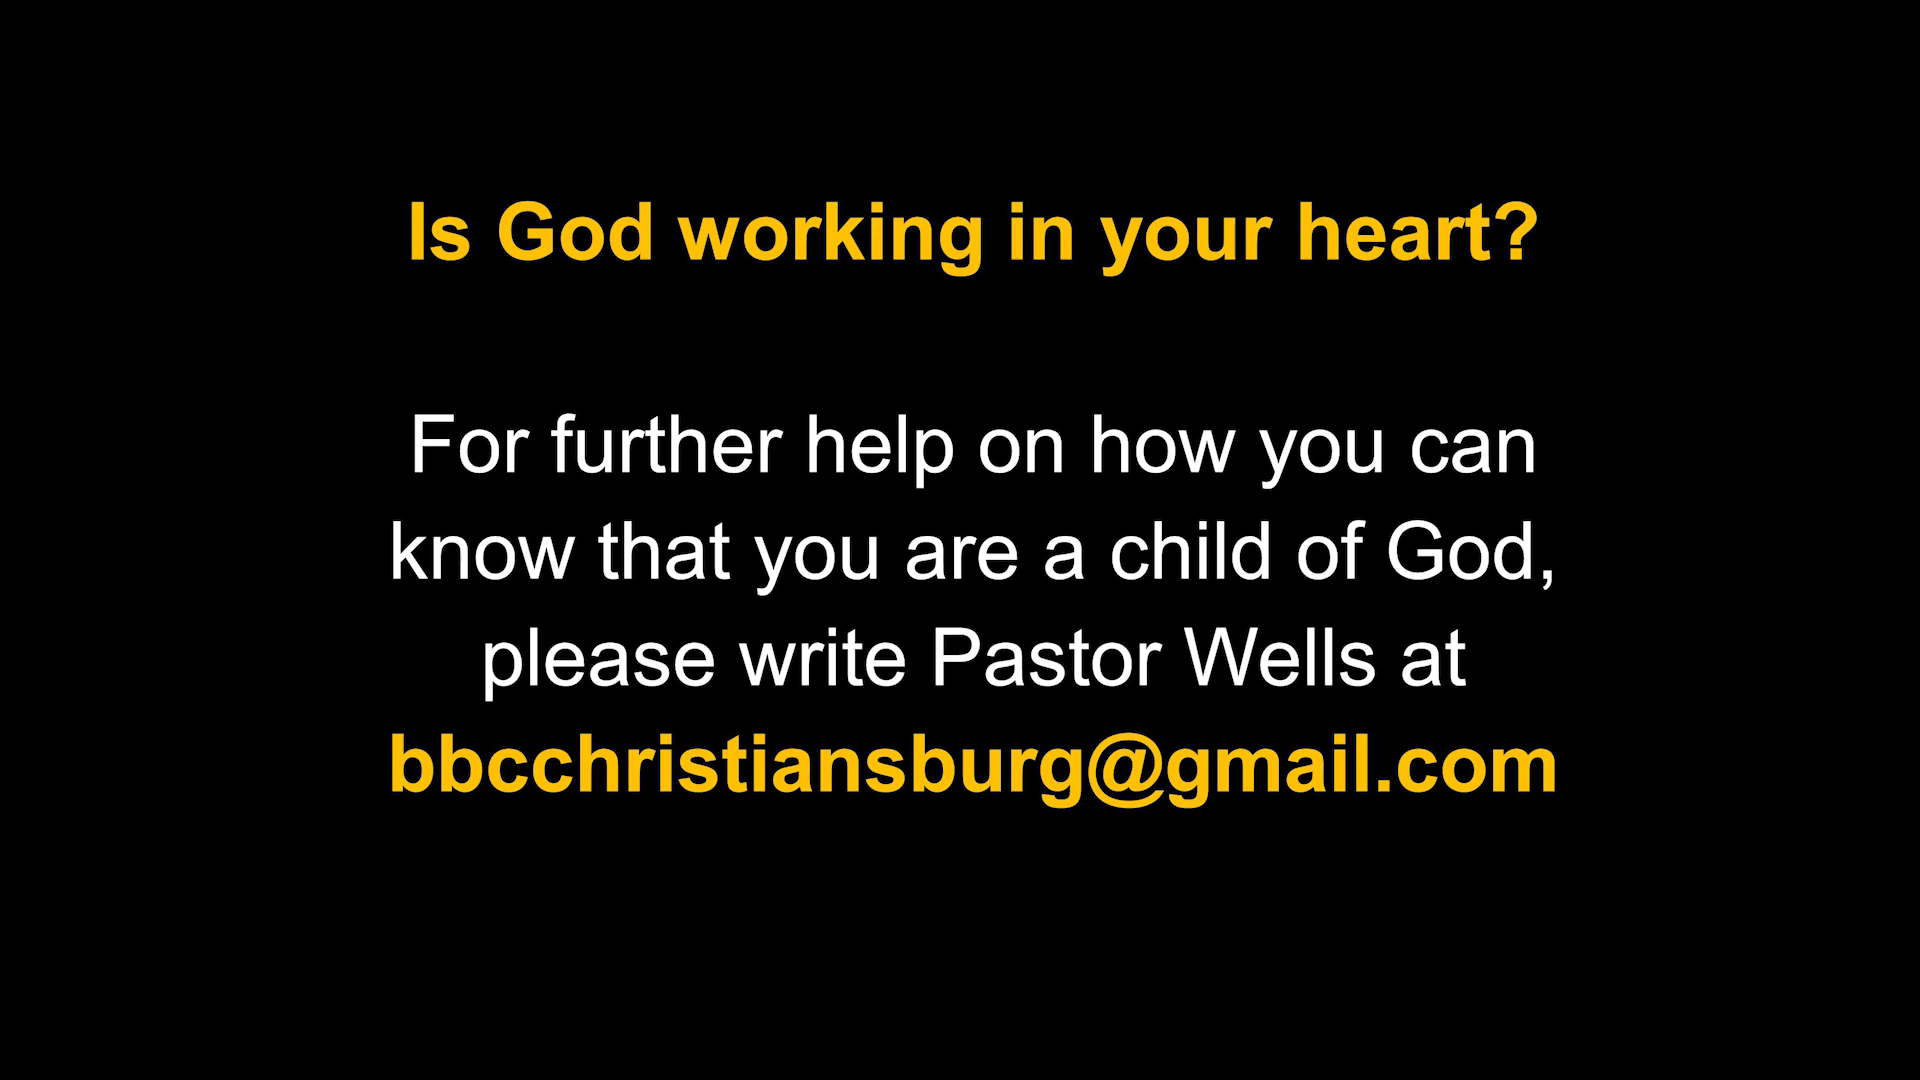 Is God working in your heart?
For further help on how you can
know that you are a child of God,
please write Pastor Wells at
bbcchristiansburg@gmail.com